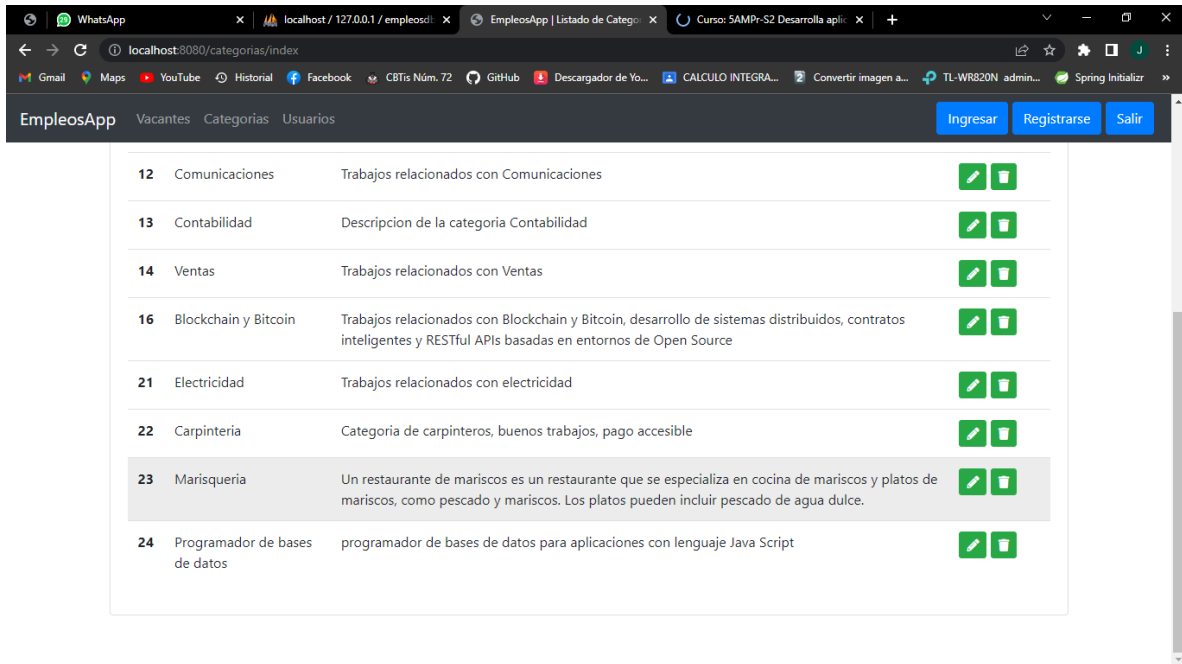 29 WhatsApp
localhost / 127.0.0.1 / empleosdb
EmpleosApp | Listado de Categor
Curso: 5AMPr-S2 Desarrolla aplic
localhost:8080/categorias/index
J
Gmail
Maps
YouTube
Historial
Facebook
CBTis Núm. 72
GitHub
Descargador de Yo...
CALCULO INTEGRA...
Convertir imagen a...
TL-WR820N admin...
Spring Initializr
»
EmpleosApp Vacantes Categorias Usuarios
Ingresar
Registrarse
Salir
12 Comunicaciones Trabajos relacionados con Comunicaciones
13 Contabilidad Descripcion de la categoria Contabilidad
14 Ventas Trabajos relacionados con Ventas
16 Blockchain y Bitcoin Trabajos relacionados con Blockchain y Bitcoin, desarrollo de sistemas distribuidos, contratos
inteligentes y RESTful APIs basadas en entornos de Open Source
21 Electricidad Trabajos relacionados con electricidad
22 Carpinteria Categoria de carpinteros, buenos trabajos, pago accesible
23 Marisqueria Un restaurante de mariscos es un restaurante que se especializa en cocina de mariscos y platos de
mariscos, como pescado y mariscos. Los platos pueden incluir pescado de agua dulce.
24 Programador de bases programador de bases de datos para aplicaciones con lenguaje Java Script
de datos